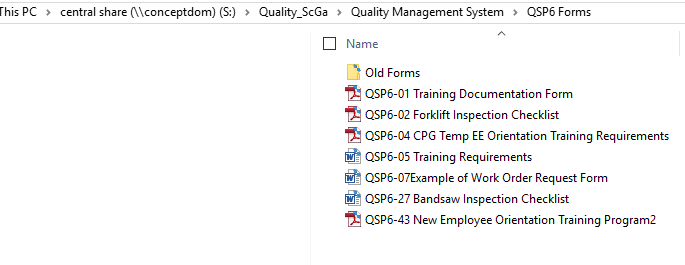 This PC > central share (\\conceptdom) (S:) > Quality_ScGa > Quality Management System > QSP6 Forms
Name
Old Forms
QSP6-01 Training Documentation Form
QSP6-02 Forklift Inspection Checklist
QSP6-04 CPG Temp EE Orientation Training Requirements
QSP6-05 Training Requirements
QSP6-07Example of Work Order Request Form
QSP6-27 Bandsaw Inspection Checklist
QSP6-43 New Employee Orientation Training Program2